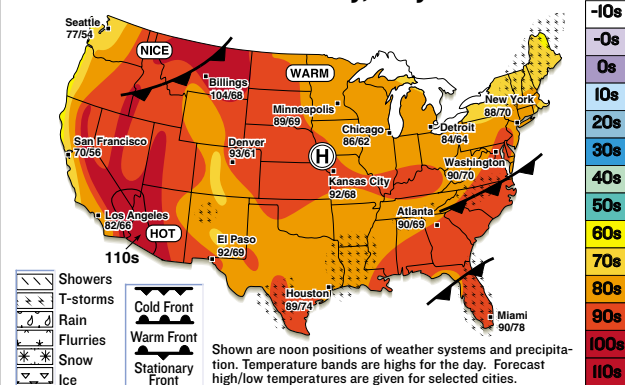 Seattle
77/54
NICE
Billings
104/68
WARM
Minneapolis
89/69
New York
88/70
San Francisco
70/56
Denver
93/61
Chicago
86/62
Detroit
84/64
H
Washington
90/70
Kansas City
92/68
Los Angeles
82/66
HOT
110s
El Paso
92/69
Atlanta
90/69
Houston
89/74
Miami
90/78
Showers
T-storms
Rain
Flurries
Snow
Ice
Cold Front
Warm Front
Stationary
Front
Shown are noon positions of weather systems and precipita-
tion. Temperature bands are highs for the day. Forecast
high/low temperatures are given for selected cities.
-10s
-0s
0s
10s
20s
30s
40s
50s
60s
70s
80s
90s
100s
110s